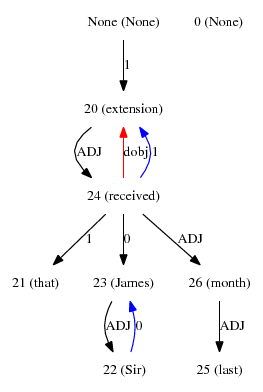 None (None) 0 (None)
1
20 (extension)
ADJ dobj 1
24 (received)
1 0 ADJ
21 (that) 23 (James) 26 (month)
ADJ 0 ADJ
22 (Sir) 25 (last)